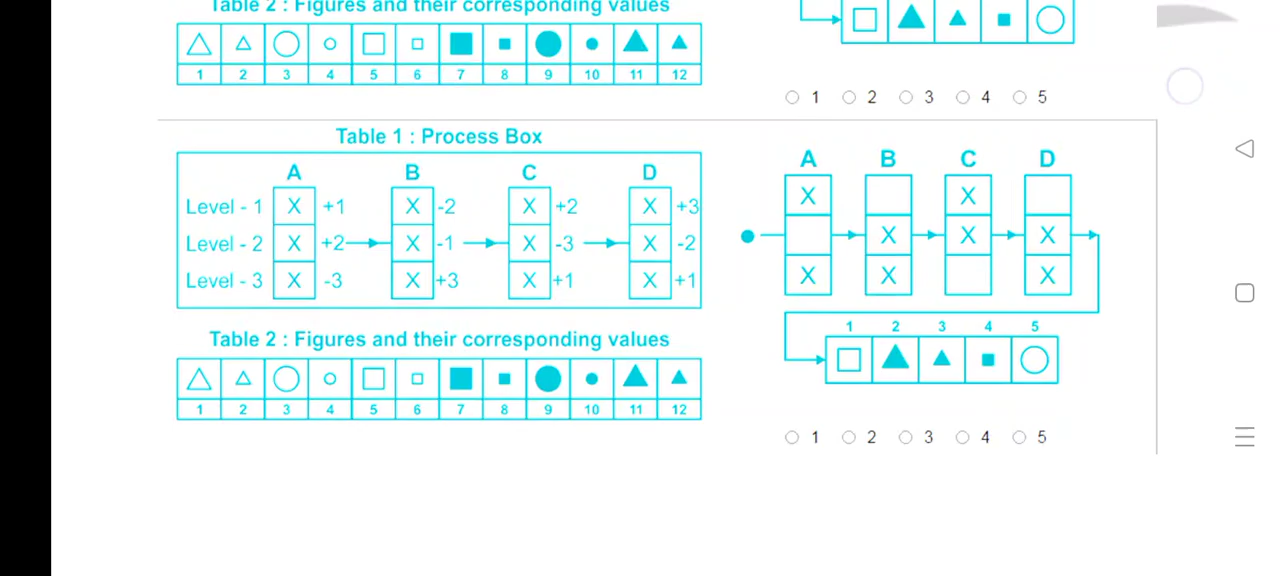 Table 2 : Figures and their corresponding values
1 2 3 4 5 6 7 8 9 10 11 12
1 2 3 4 5
Table 1 : Process Box
A B C D
Level - 1 X +1 X -2 X +2 X +3
Level - 2 X +2 X -1 X -3 X -2
Level - 3 X -3 X +3 X +1 X +1
Table 2 : Figures and their corresponding values
1 2 3 4 5 6 7 8 9 10 11 12
A B C D
X X
X X X
X X X
1 2 3 4 5
1 2 3 4 5